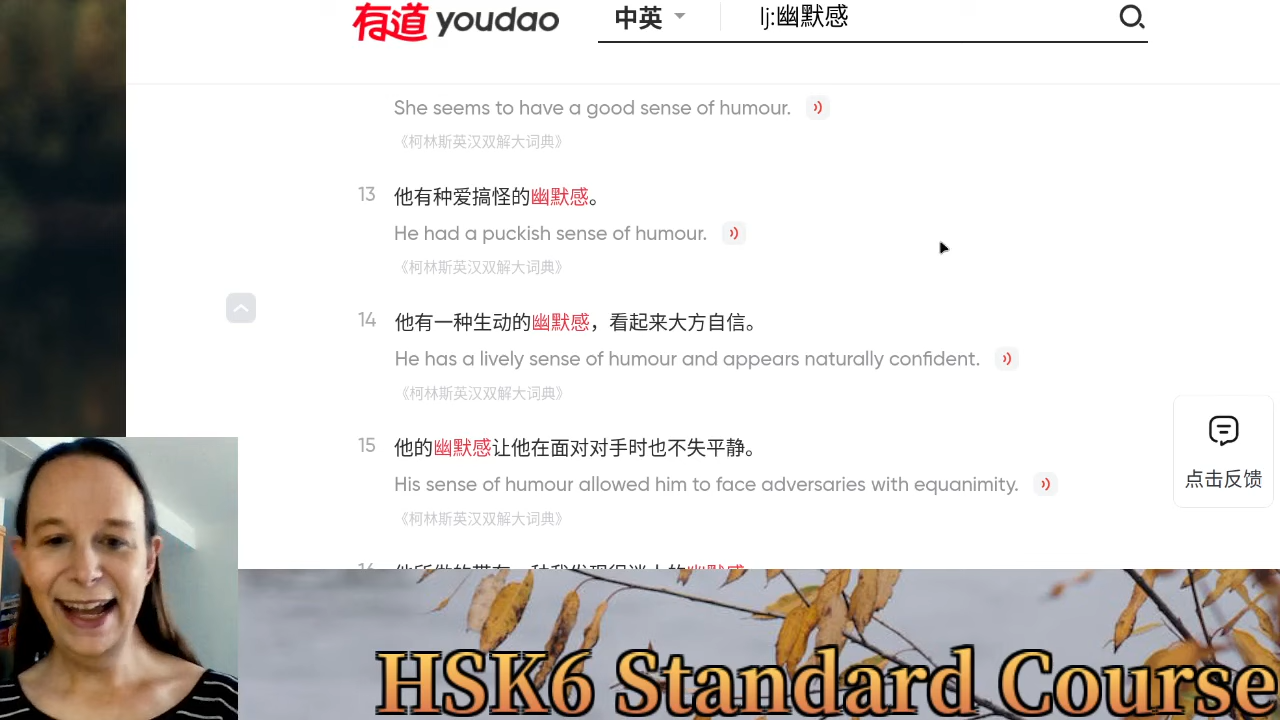 有道 youdao
中英
lj:幽默感
She seems to have a good sense of humour.
《柯林斯英汉双解大词典》
13
他有种爱搞怪的幽默感。
He had a puckish sense of humour.
《柯林斯英汉双解大词典》
14
他有一种生动的幽默感，看起来大方自信。
He has a lively sense of humour and appears naturally confident.
《柯林斯英汉双解大词典》
15
他的幽默感让他在面对对手时也不失平静。
His sense of humour allowed him to face adversaries with equanimity.
《柯林斯英汉双解大词典》
点击反馈
HSK6 Standard Course